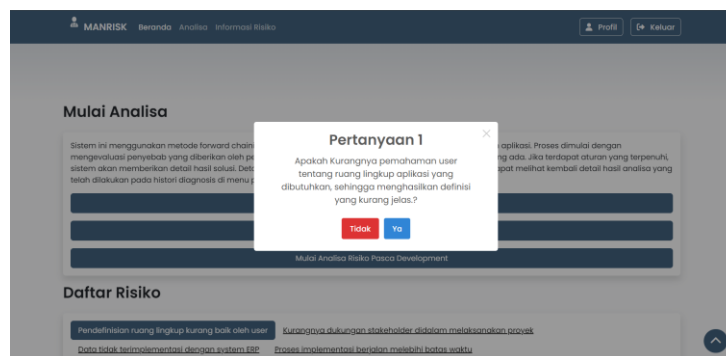 MANRISK Beranda Analisa Informasi Risiko Profil Keluar
Mulai Analisa
Sistem ini menggunakan metode forward chain
aplikasi. Proses dimulai dengan
mengevaluasi penyebab yang diberikan oleh pe
ng ada. Jika terdapat aturan yang terpenuhi,
sistem akan memberikan detail hasil solusi. Deta
pat melihat kembali detail hasil analisa yang
telah dilakukan pada histori diagnosis di menu p
Pertanyaan 1
Apakah Kurangnya pemahaman user
tentang ruang lingkup aplikasi yang
dibutuhkan, sehingga menghasilkan definisi
yang kurang jelas.?
Tidak Ya
Mulai Analisa Risiko Pasca Development
Daftar Risiko
Pendefinisian ruang lingkup kurang baik oleh user Kurangnya dukungan stakeholder didalam melaksanakan proyek
Data tidak terimplementasi dengan system ERP Proses implementasi berjalan melebihi batas waktu